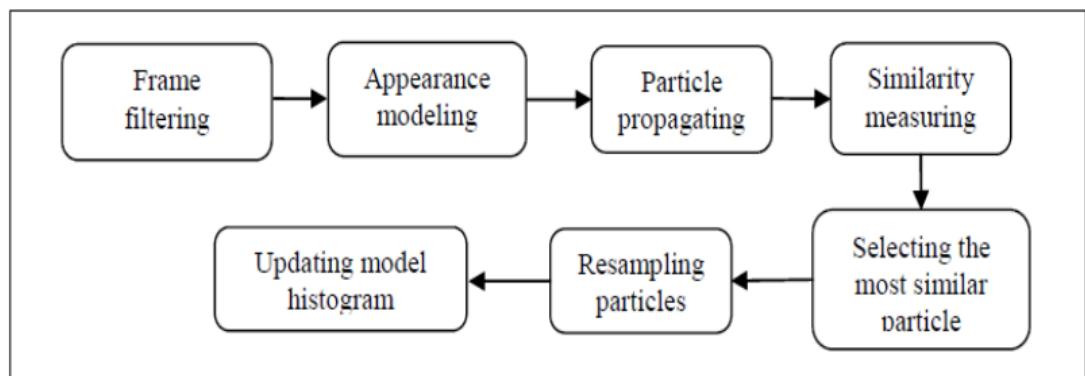 Frame
filtering
Appearance
modeling
Particle
propagating
Similarity
measuring
Selecting the
most similar
particle
Resampling
particles
Updating model
histogram